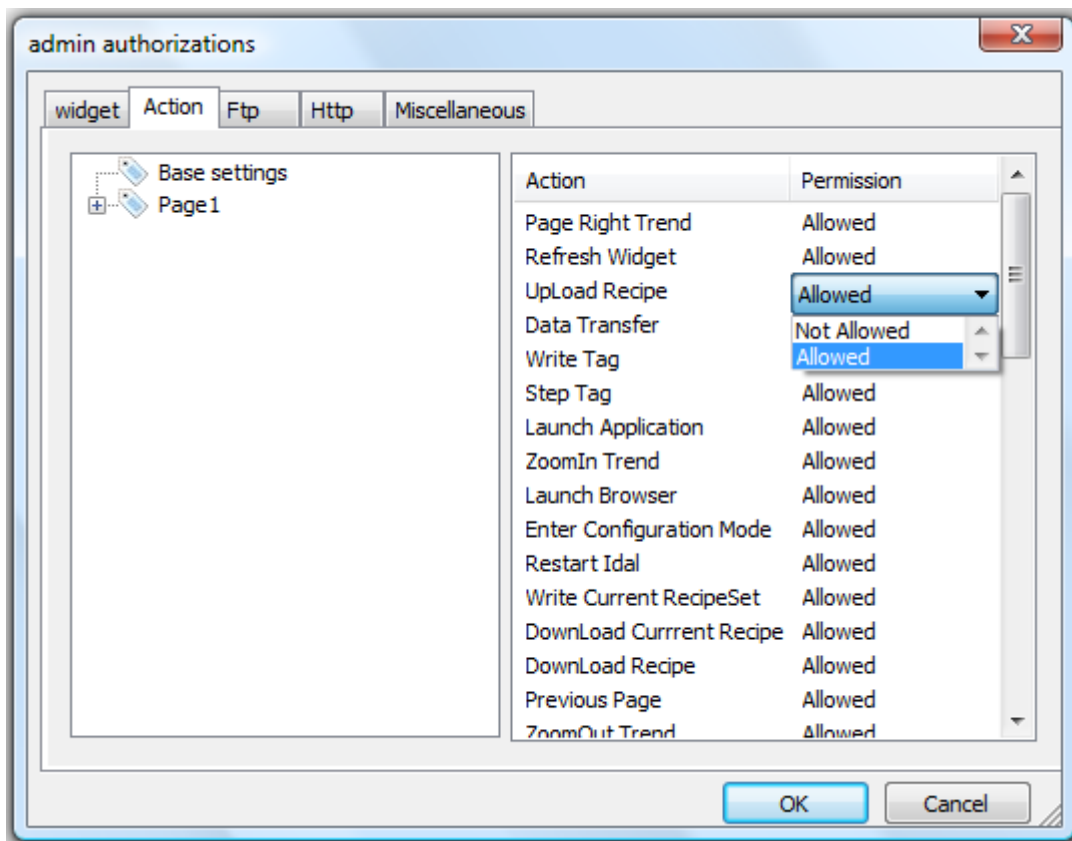 admin authorizations
widget Action Ftp Http Miscellaneous
Base settings
Page1
Action Permission
Page Right Trend Allowed
Refresh Widget Allowed
UpLoad Recipe Allowed
Data Transfer Not Allowed
Write Tag Allowed
Step Tag Allowed
Launch Application Allowed
ZoomIn Trend Allowed
Launch Browser Allowed
Enter Configuration Mode Allowed
Restart Idal Allowed
Write Current RecipeSet Allowed
DownLoad Currrent Recipe Allowed
DownLoad Recipe Allowed
Previous Page Allowed
ZoomOut Trend Allowed
OK Cancel